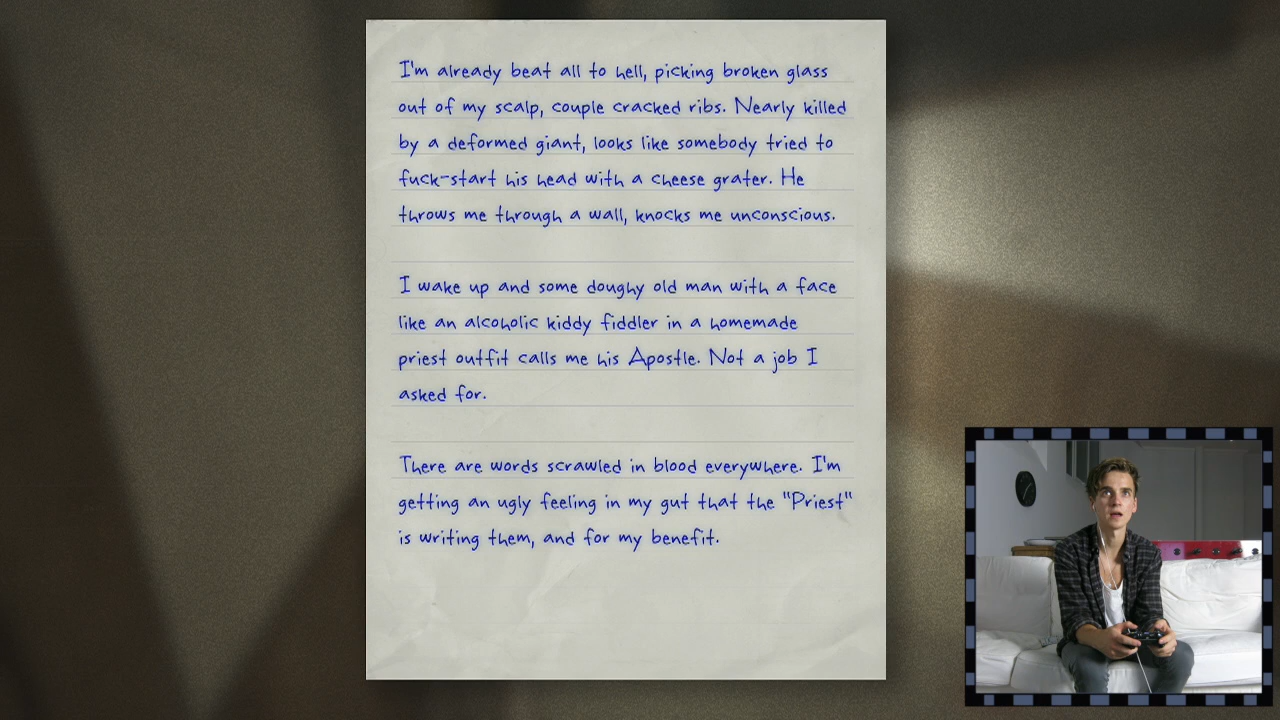 I'm already beat all to hell, picking broken glass
out of my scalp, couple cracked ribs. Nearly killed
by a deformed giant, looks like somebody tried to
fuck-start his head with a cheese grater. He
throws me through a wall, knocks me unconscious.
I wake up and some doughy old man with a face
like an alcoholic kiddy fiddler in a homemade
priest outfit calls me his Apostle. Not a job I
asked for.
There are words scrawled in blood everywhere. I'm
getting an ugly feeling in my gut that the "Priest"
is writing them, and for my benefit.